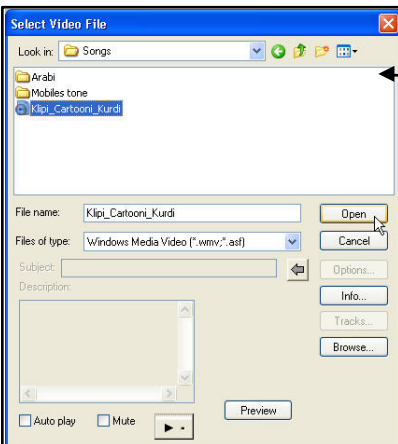 Select Video File
Look in: Songs
Arabi
Mobiles tone
Klipi_Cartooni_Kurdi
File name: Klipi_Cartooni_Kurdi Open
Files of type: Windows Media Video (*.wmv;*.asf) Cancel
Subject: Options...
Description: Info...
Tracks...
Browse...
Auto play Mute Preview